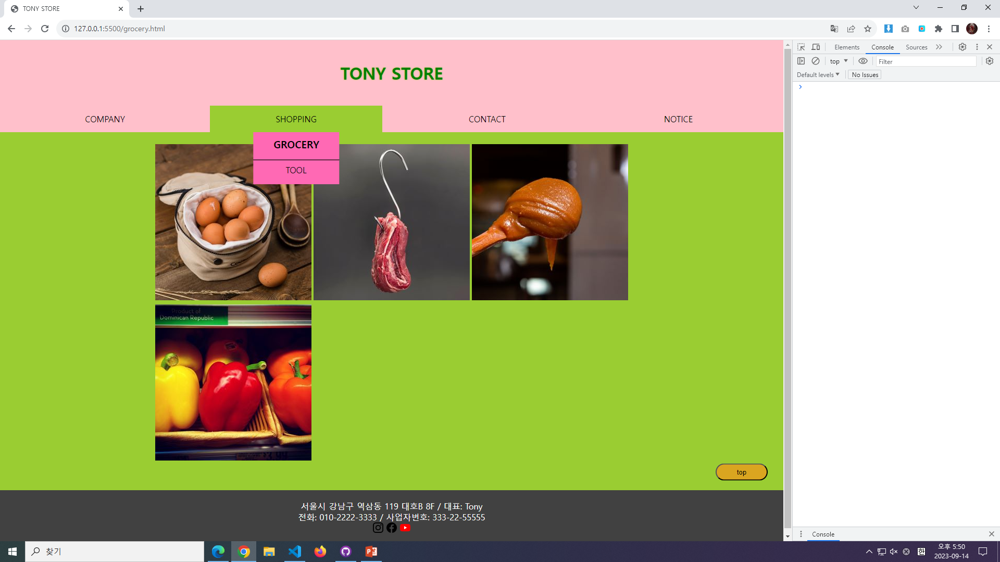 TONY STORE
127.0.0.1:5500/grocery.html
Elements
Console
Sources
top
Filter
Default levels
No Issues
TONY STORE
COMPANY
SHOPPING
CONTACT
NOTICE
GROCERY
TOOL
Product of
Dominican Republic
top
서울시 강남구 역삼동 119 대호B 8F / 대표: Tony
전화: 010-2222-3333 / 사업자번호: 333-22-55555
Console
찾기
한
오후 5:50
2023-09-14